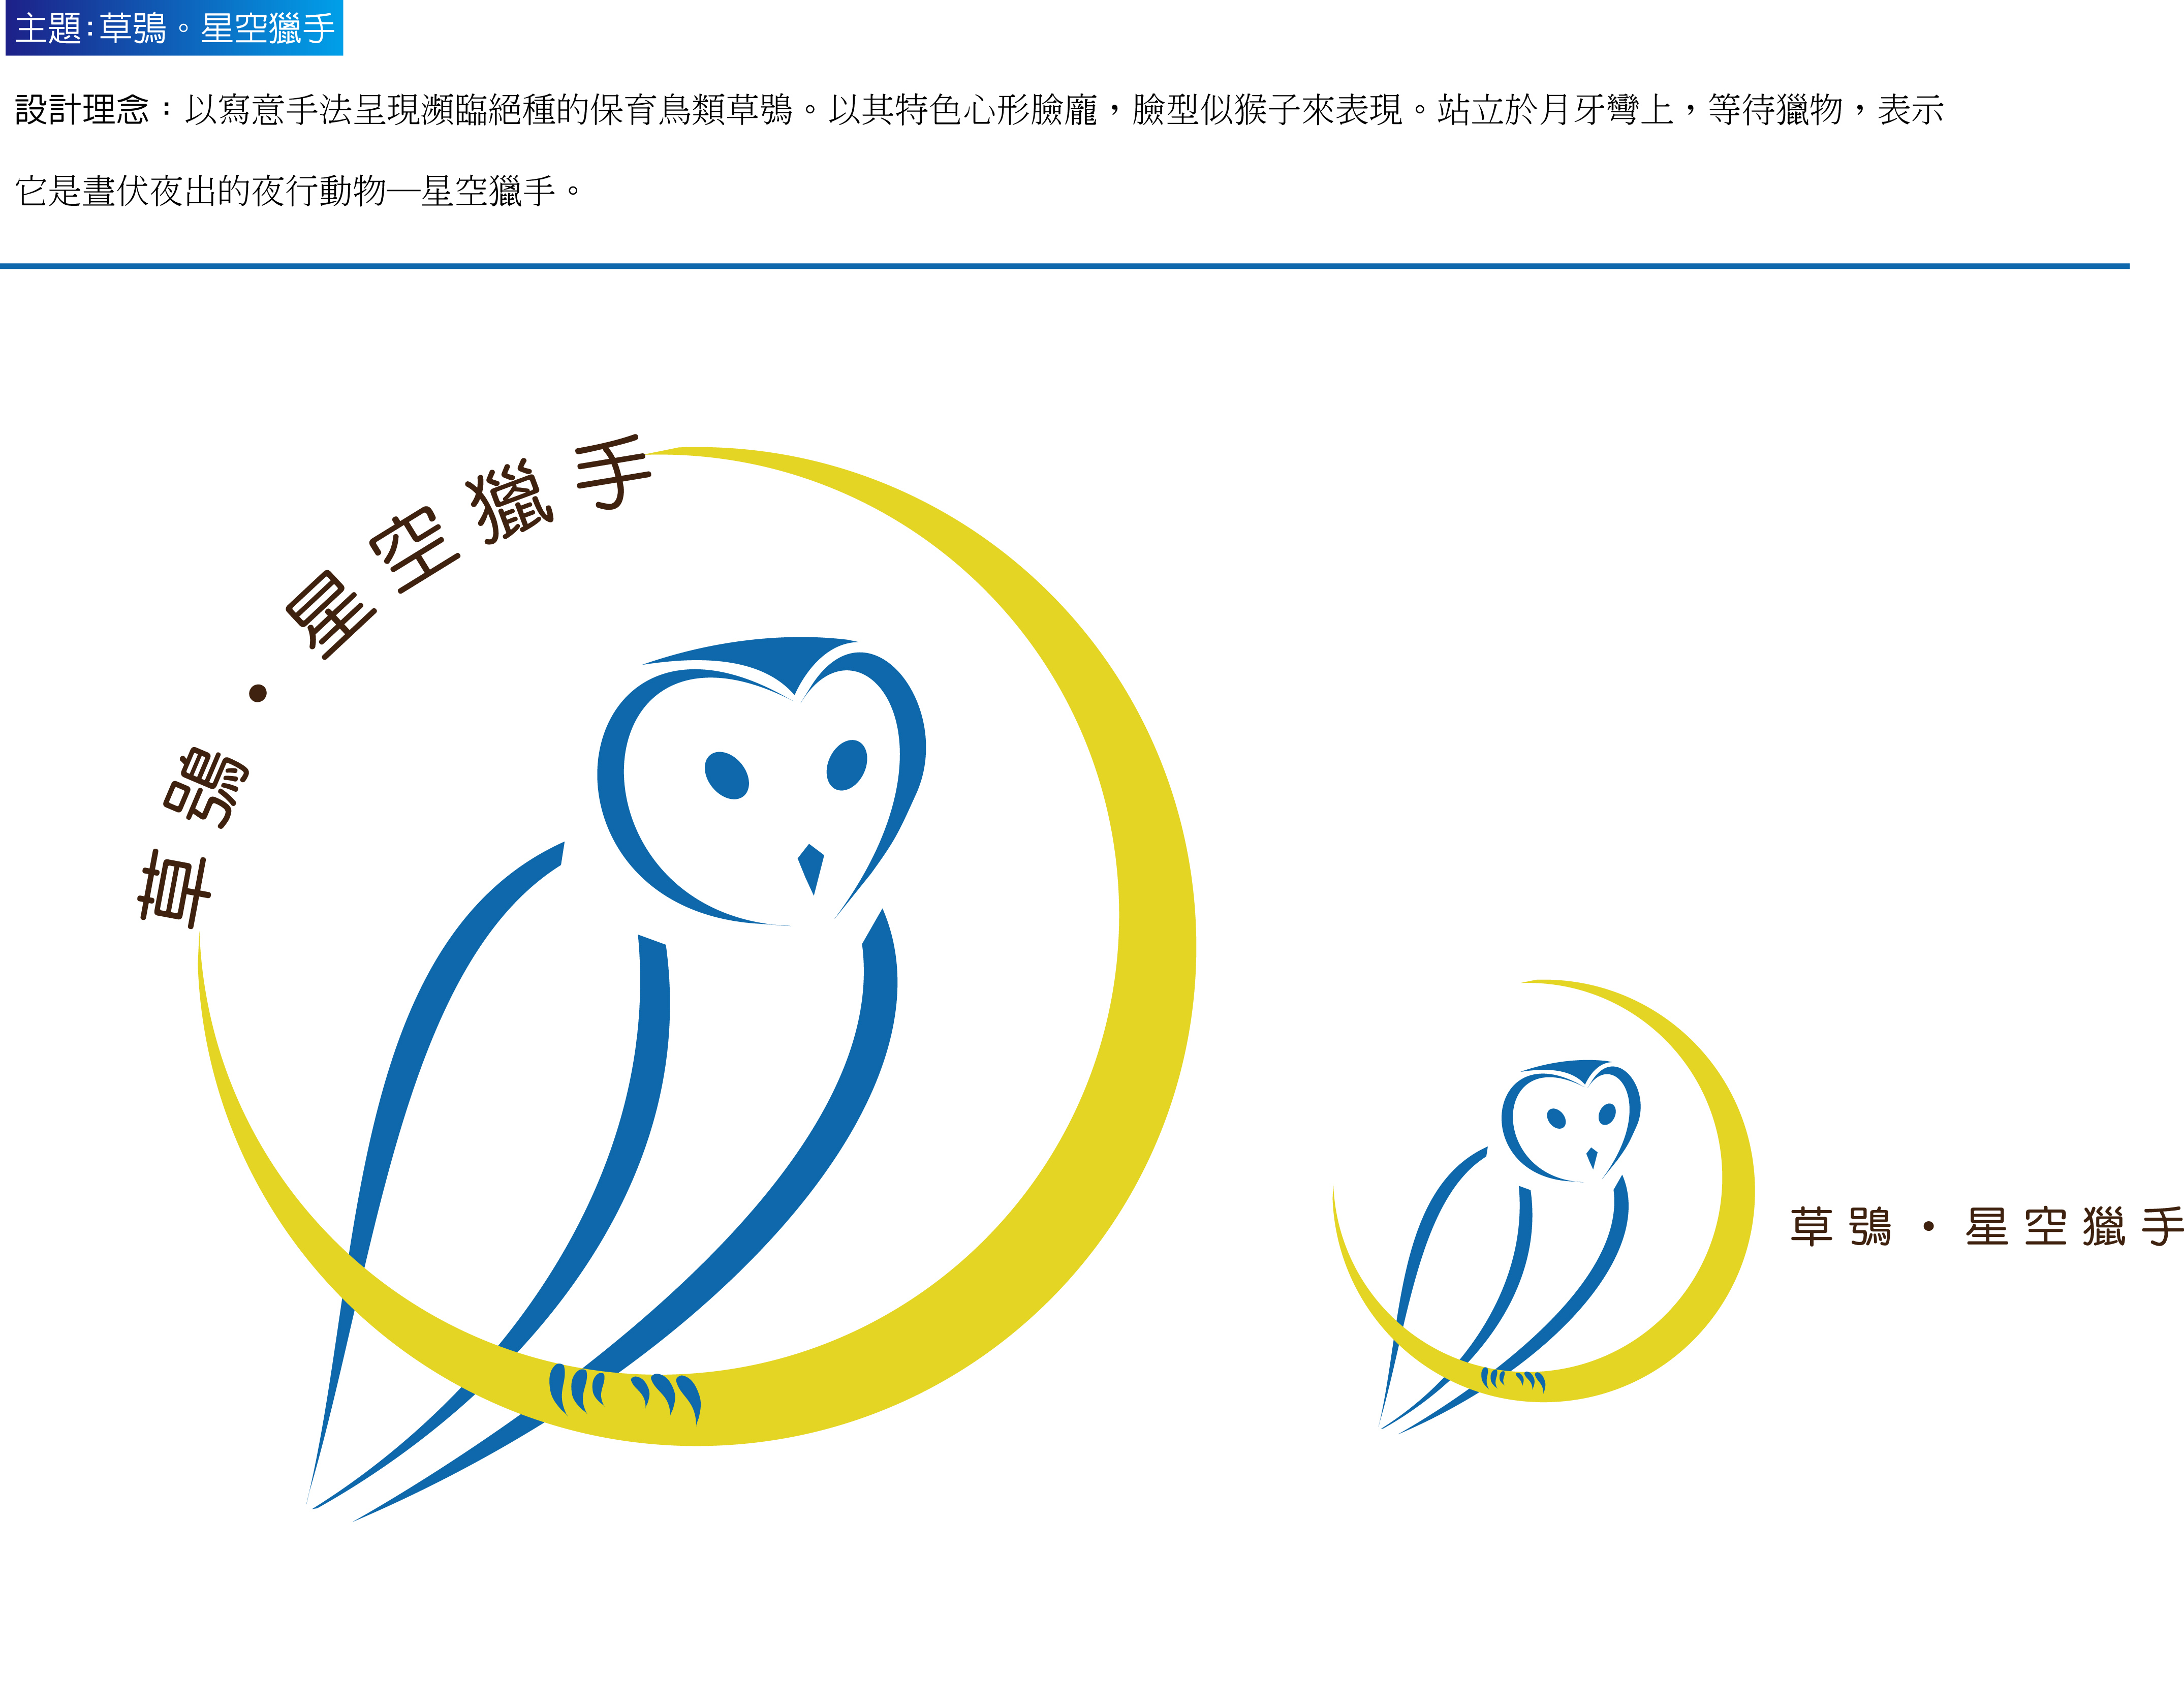 主題:草鴞。星空獵手
設計理念：以寫意手法呈現瀕臨絕種的保育鳥類草鴞。以其特色心形臉龐，臉型似猴子來表現。站立於月牙彎上，等待獵物，表示
它是晝伏夜出的夜行動物—星空獵手。
草鴞・星空獵手
草鴞・星空獵手